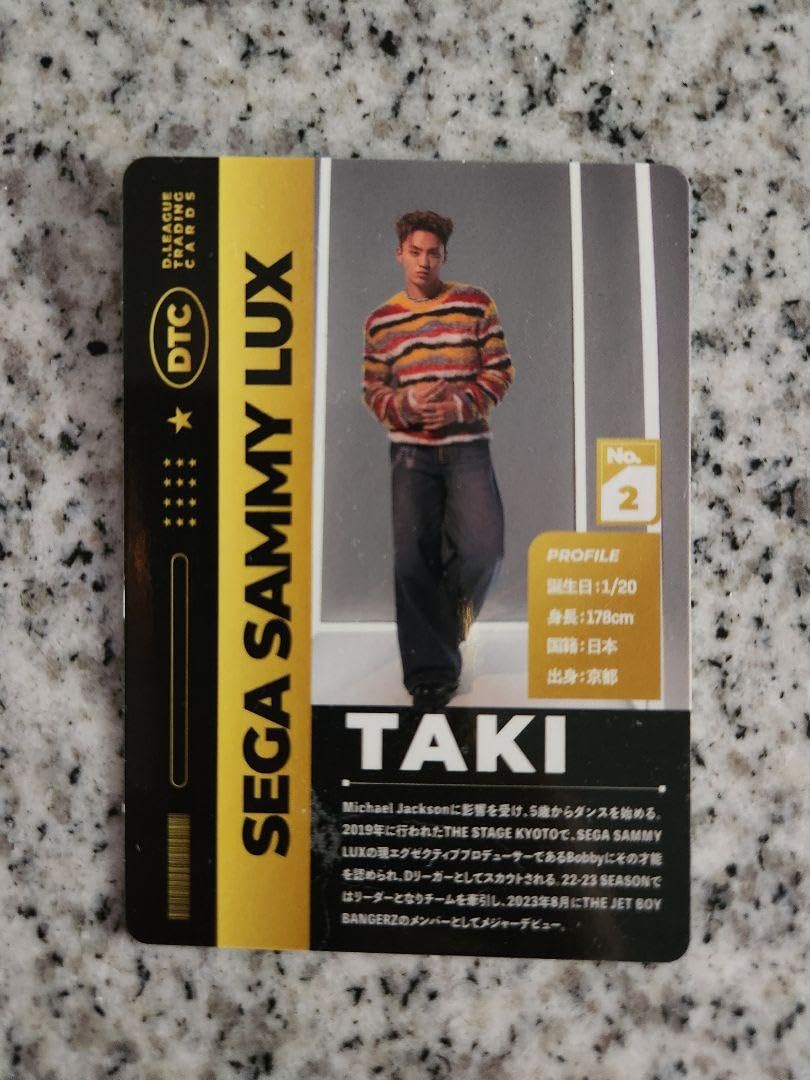 D.LEAGUE
TRADING
CARDS
DTC
SEGA SAMMY LUX
No.
2
PROFILE
誕生日:1/20
身長:178cm
国籍:日本
出身:京都
TAKI
Michael Jacksonに影響を受け、5歳からダンスを始める。
2019年に行われたTHE STAGE KYOTOで、SEGA SAMMY
LUXの現エグゼクティブプロデューサーであるBobbyにその才能
を認められ、Dリーガーとしてスカウトされる。22-23 SEASONで
はリーダーとなりチームを牽引し、2023年8月にTHE JET BOY
BANGERZのメンバーとしてメジャーデビュー。